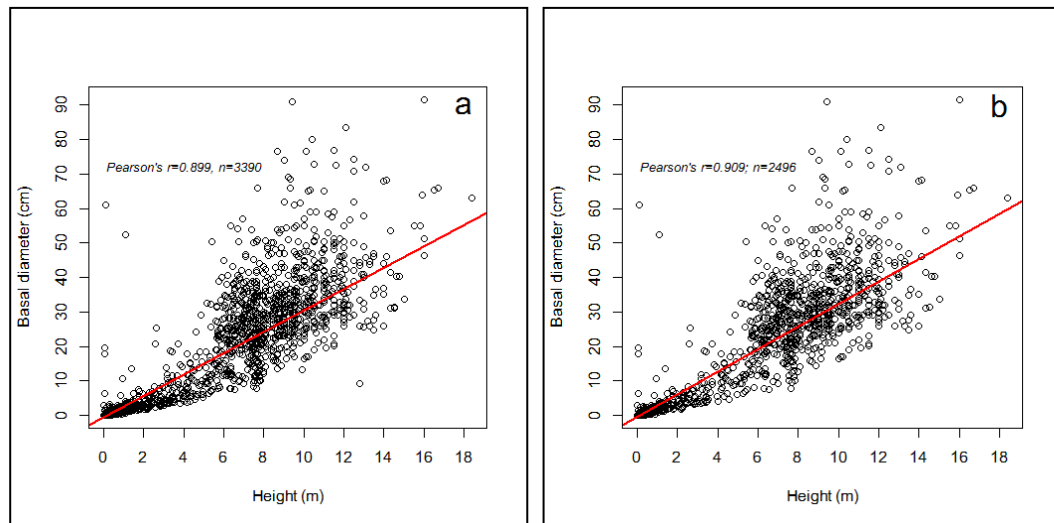 a
Pearson's r=0.899, n=3390
Basal diameter (cm)
90
80
70
60
50
40
30
20
10
0
0 2 4 6 8 10 12 14 16 18
Height (m)
b
Pearson's r=0.909; n=2496
Basal diameter (cm)
90
80
70
60
50
40
30
20
10
0
0 2 4 6 8 10 12 14 16 18
Height (m)